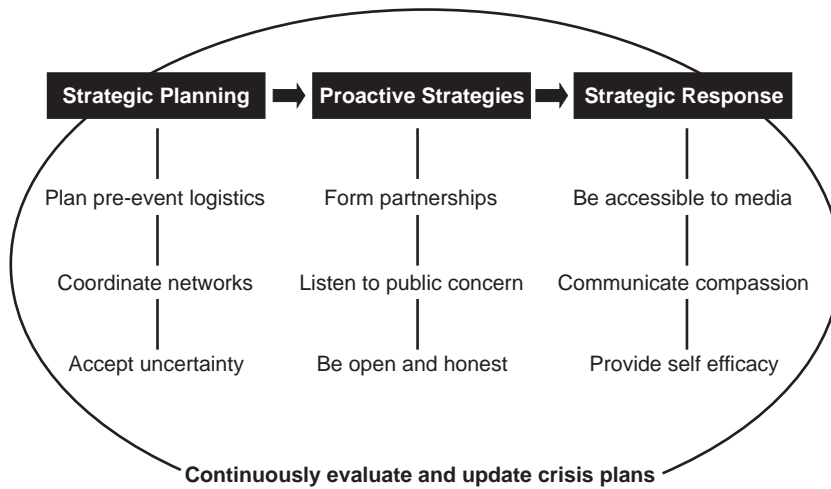 Strategic Planning
Proactive Strategies
Strategic Response
Plan pre-event logistics
Form partnerships
Be accessible to media
Coordinate networks
Listen to public concern
Communicate compassion
Accept uncertainty
Be open and honest
Provide self efficacy
Continuously evaluate and update crisis plans